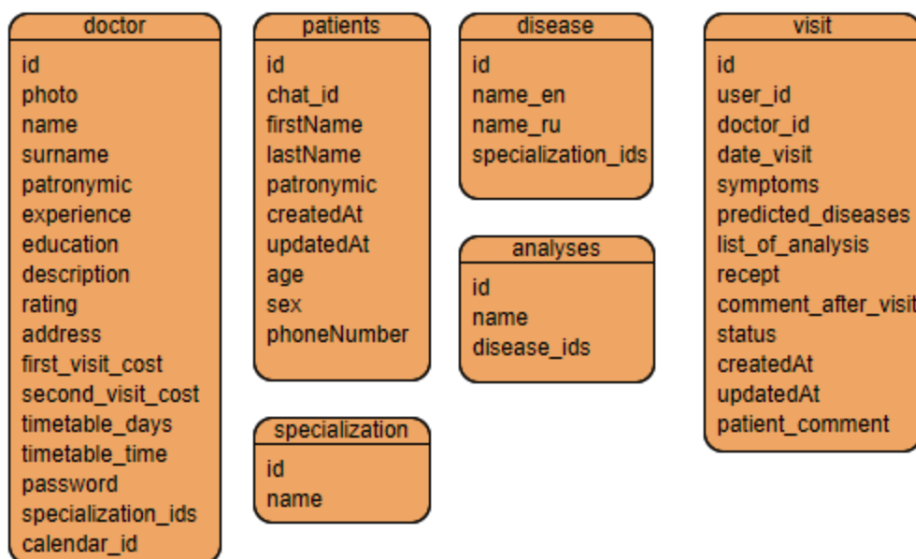 doctor
id
photo
name
surname
patronymic
experience
education
description
rating
address
first_visit_cost
second_visit_cost
timetable_days
timetable_time
password
specialization_ids
calendar_id
patients
id
chat_id
firstName
lastName
patronymic
createdAt
updatedAt
age
sex
phoneNumber
specialization
id
name
disease
id
name_en
name_ru
specialization_ids
analyses
id
name
disease_ids
visit
id
user_id
doctor_id
date_visit
symptoms
predicted_diseases
list_of_analysis
recept
comment_after_visit
status
createdAt
updatedAt
patient_comment